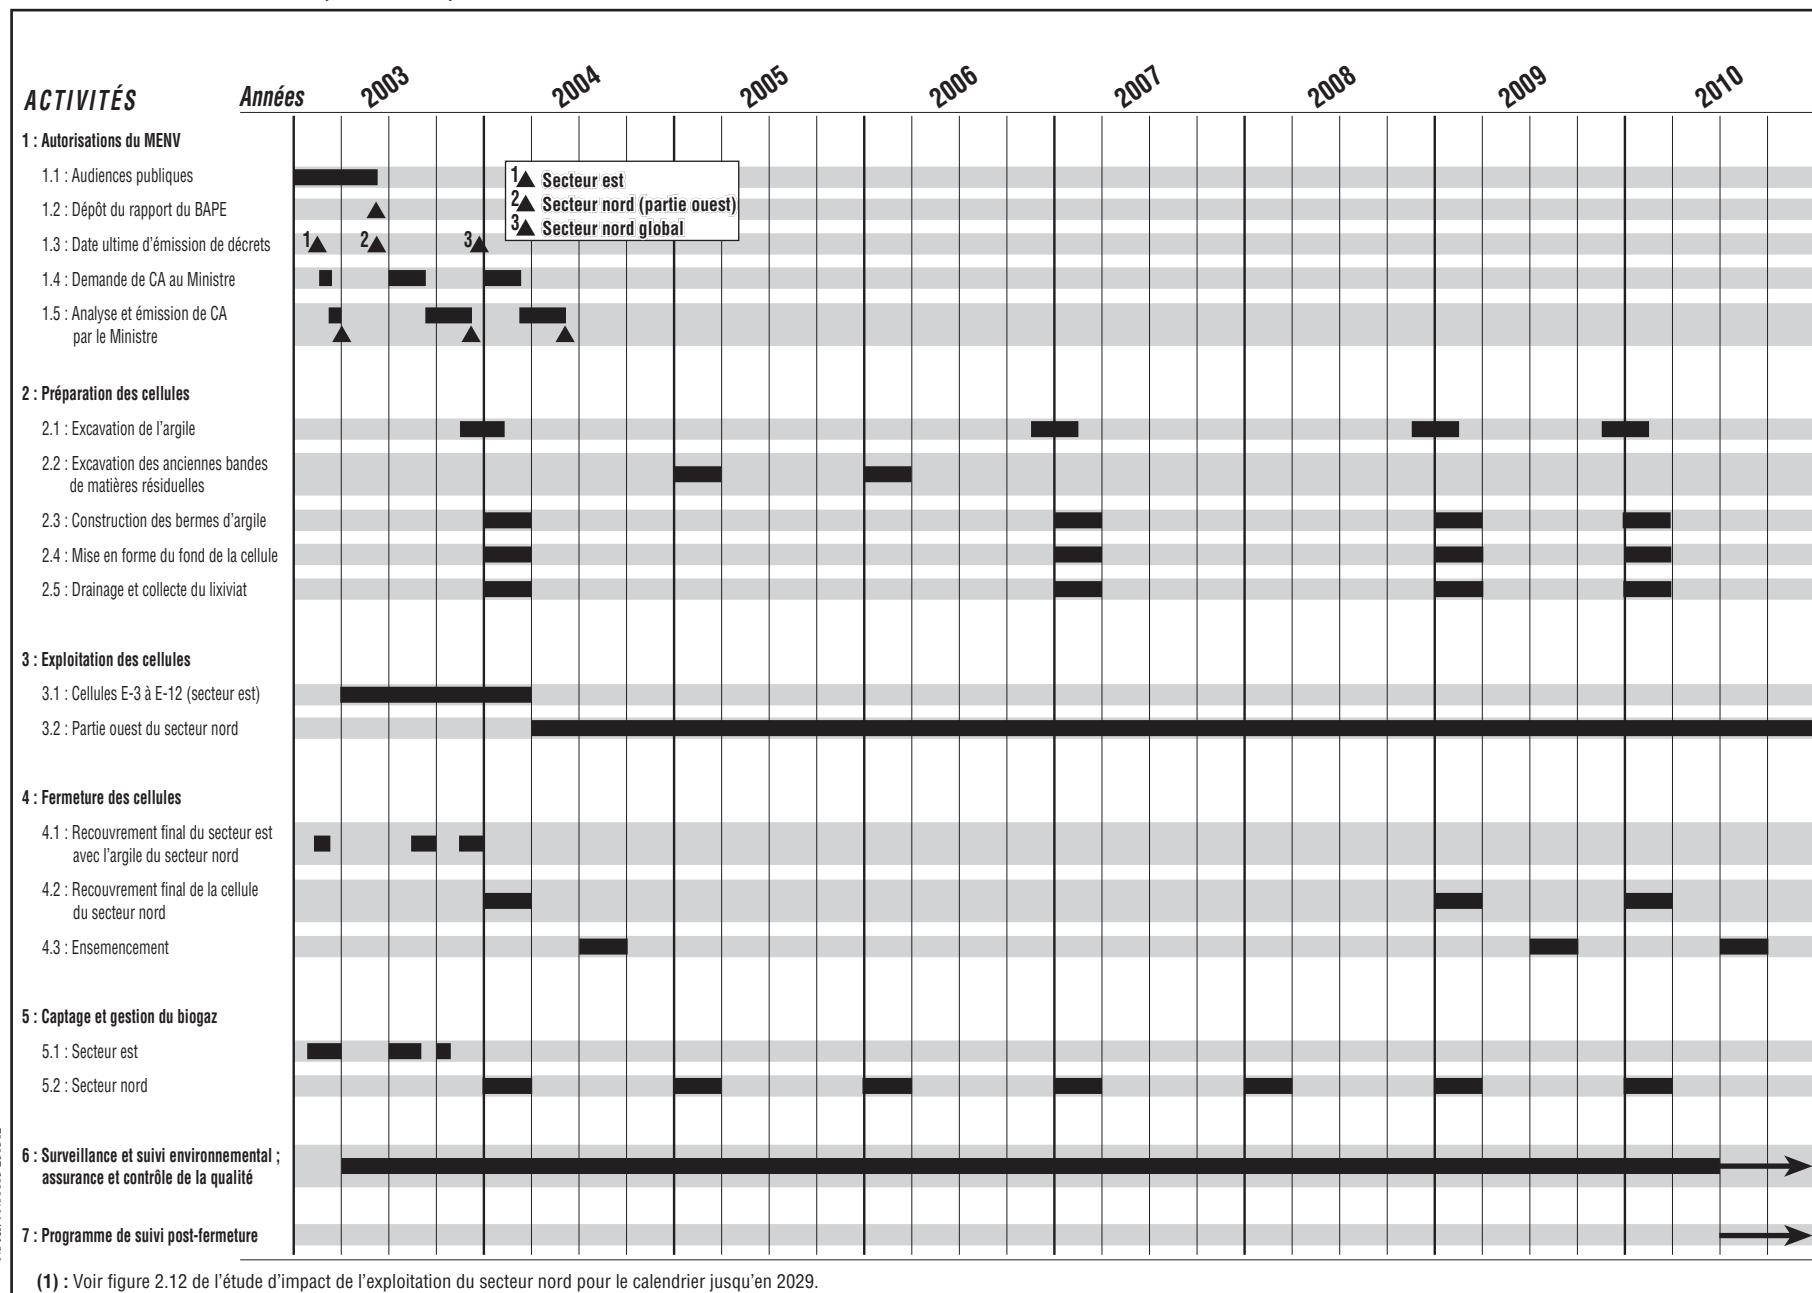 ACTIVITÉS Années 2003 2004 2005 2006 2007 2008 2009 2010
1 : Autorisations du MENV
1.1 : Audiences publiques
1 Secteur est
1.2 : Dépôt du rapport du BAPE
2 Secteur nord (partie ouest)
3 Secteur nord global
1.3 : Date ultime d'émission de décrets 1 2 3
1.4 : Demande de CA au Ministre
1.5 : Analyse et émission de CA
par le Ministre
2 : Préparation des cellules
2.1 : Excavation de l'argile
2.2 : Excavation des anciennes bandes
de matières résiduelles
2.3 : Construction des bermes d'argile
2.4 : Mise en forme du fond de la cellule
2.5 : Drainage et collecte du lixiviat
3 : Exploitation des cellules
3.1 : Cellules E-3 à E-12 (secteur est)
3.2 : Partie ouest du secteur nord
4 : Fermeture des cellules
4.1 : Recouvrement final du secteur est
avec l'argile du secteur nord
4.2 : Recouvrement final de la cellule
du secteur nord
4.3 : Ensemencement
5 : Captage et gestion du biogaz
5.1 : Secteur est
5.2 : Secteur nord
6 : Surveillance et suivi environnemental ;
assurance et contrôle de la qualité
7 : Programme de suivi post-fermeture
(1) : Voir figure 2.12 de l'étude d'impact de l'exploitation du secteur nord pour le calendrier jusqu'en 2029.